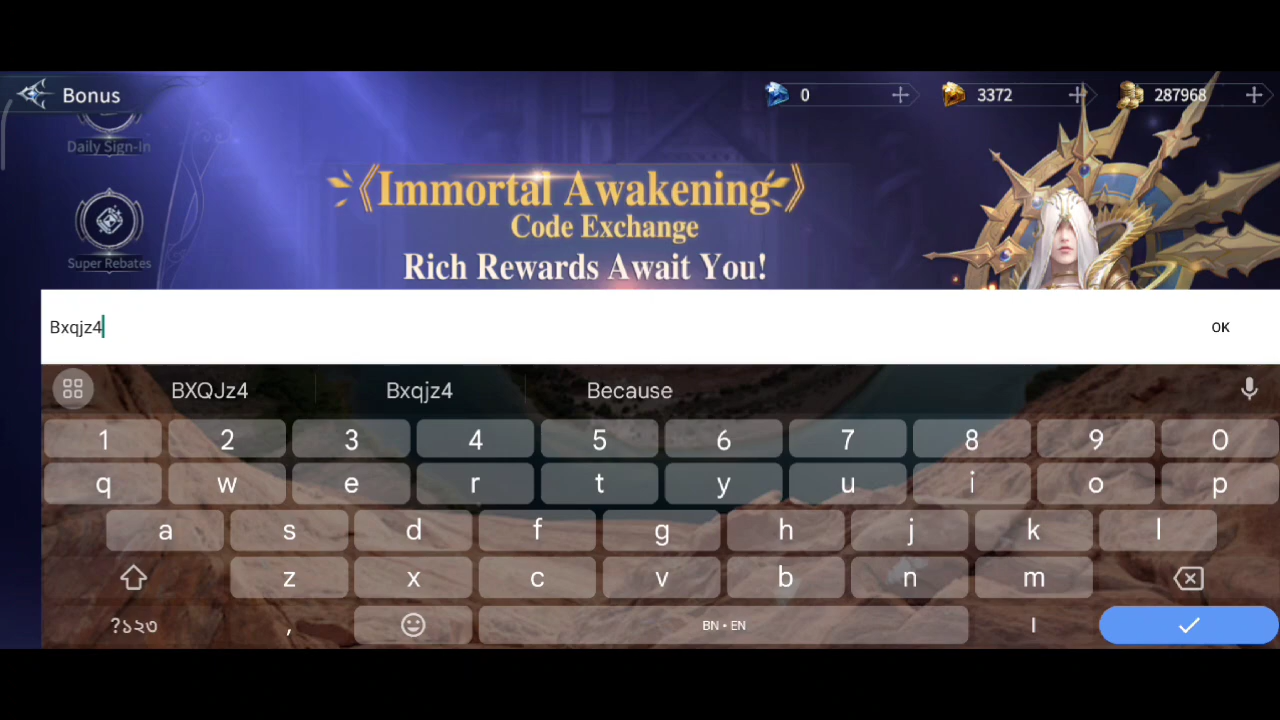 Bonus
0
3372
287968
Daily Sign-In
Super Rebates
《Immortal Awakening》
Code Exchange
Rich Rewards Await You!
Bxqjz4
OK
BXQJz4 Bxqjz4 Because
1 2 3 4 5 6 7 8 9 0
q w e r t y u i o p
a s d f g h j k l
z x c v b n m
?১২৩ , BN • EN ।